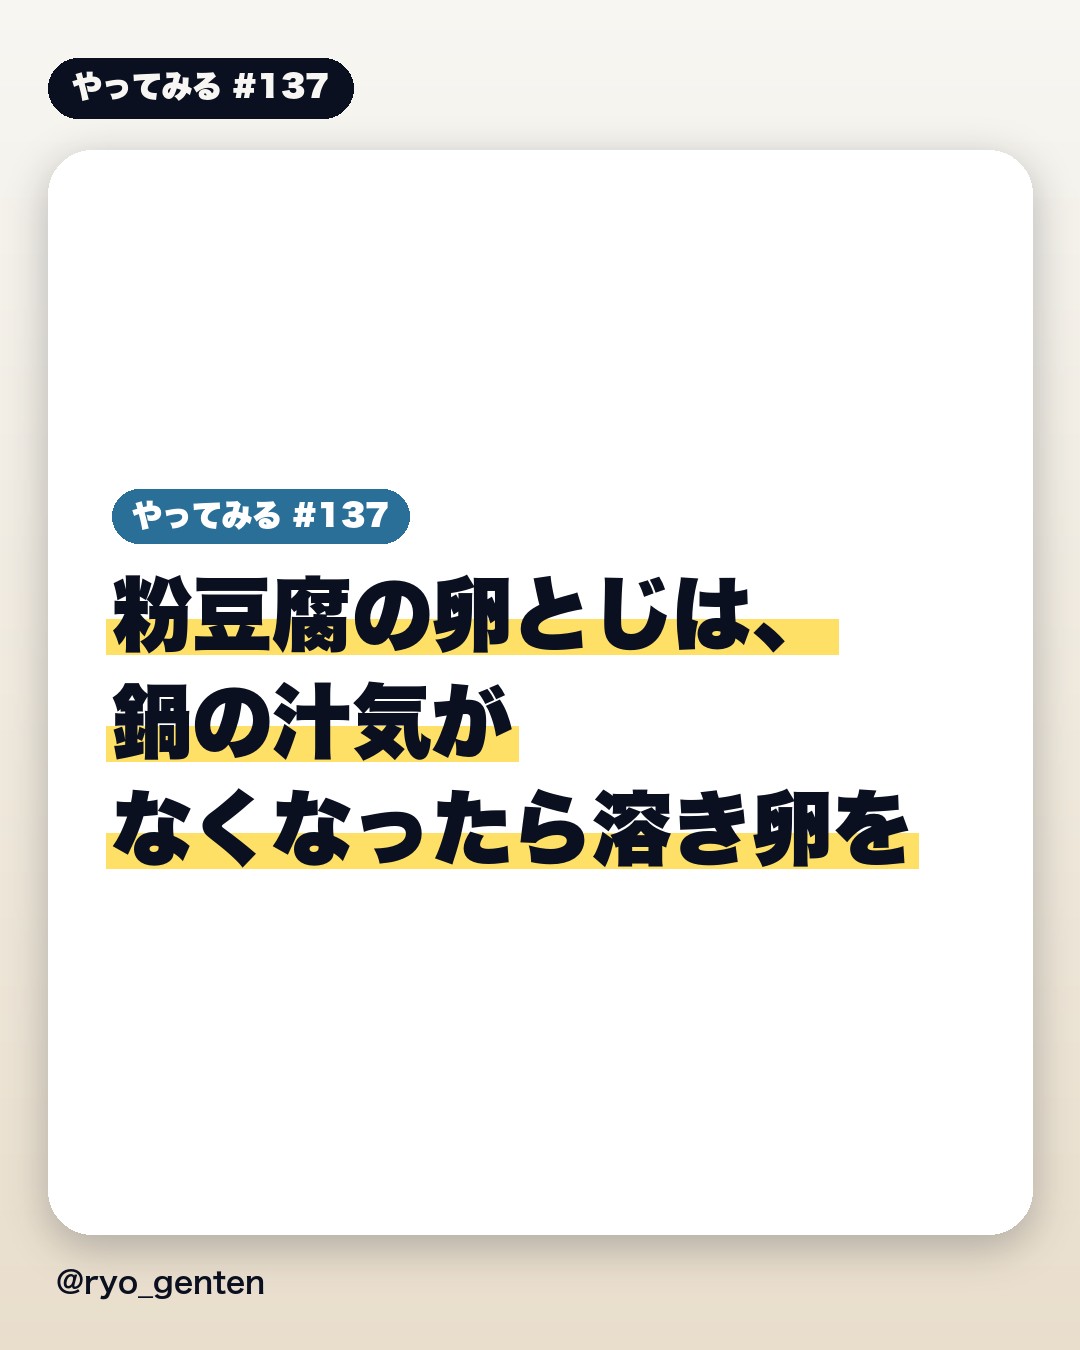 やってみる #137
やってみる #137
粉豆腐の卵とじは、
鍋の汁気が
なくなったら溶き卵を
@ryo_genten